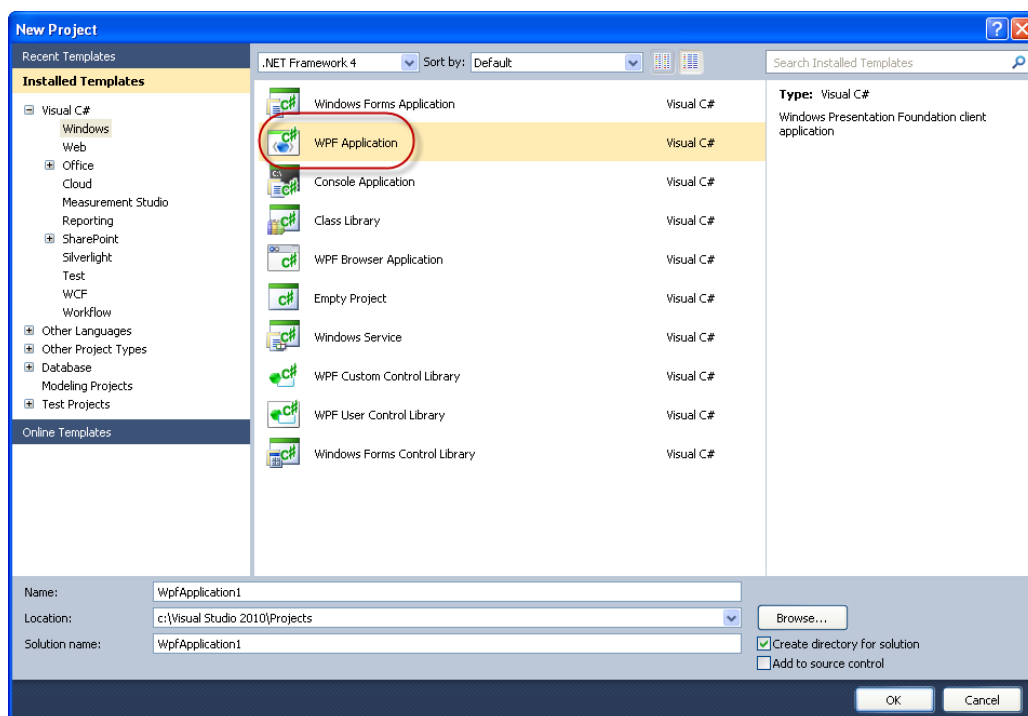 New Project
Recent Templates
Installed Templates
Visual C#
Windows
Web
Office
Cloud
Measurement Studio
Reporting
SharePoint
Silverlight
Test
WCF
Workflow
Other Languages
Other Project Types
Database
Modeling Projects
Test Projects
Online Templates
.NET Framework 4 Sort by: Default
Windows Forms Application Visual C#
WPF Application Visual C#
Console Application Visual C#
Class Library Visual C#
WPF Browser Application Visual C#
Empty Project Visual C#
Windows Service Visual C#
WPF Custom Control Library Visual C#
WPF User Control Library Visual C#
Windows Forms Control Library Visual C#
Search Installed Templates
Type: Visual C#
Windows Presentation Foundation client
application
Name: WpfApplication1
Location: c:\Visual Studio 2010\Projects
Browse...
Solution name: WpfApplication1
Create directory for solution
Add to source control
OK Cancel